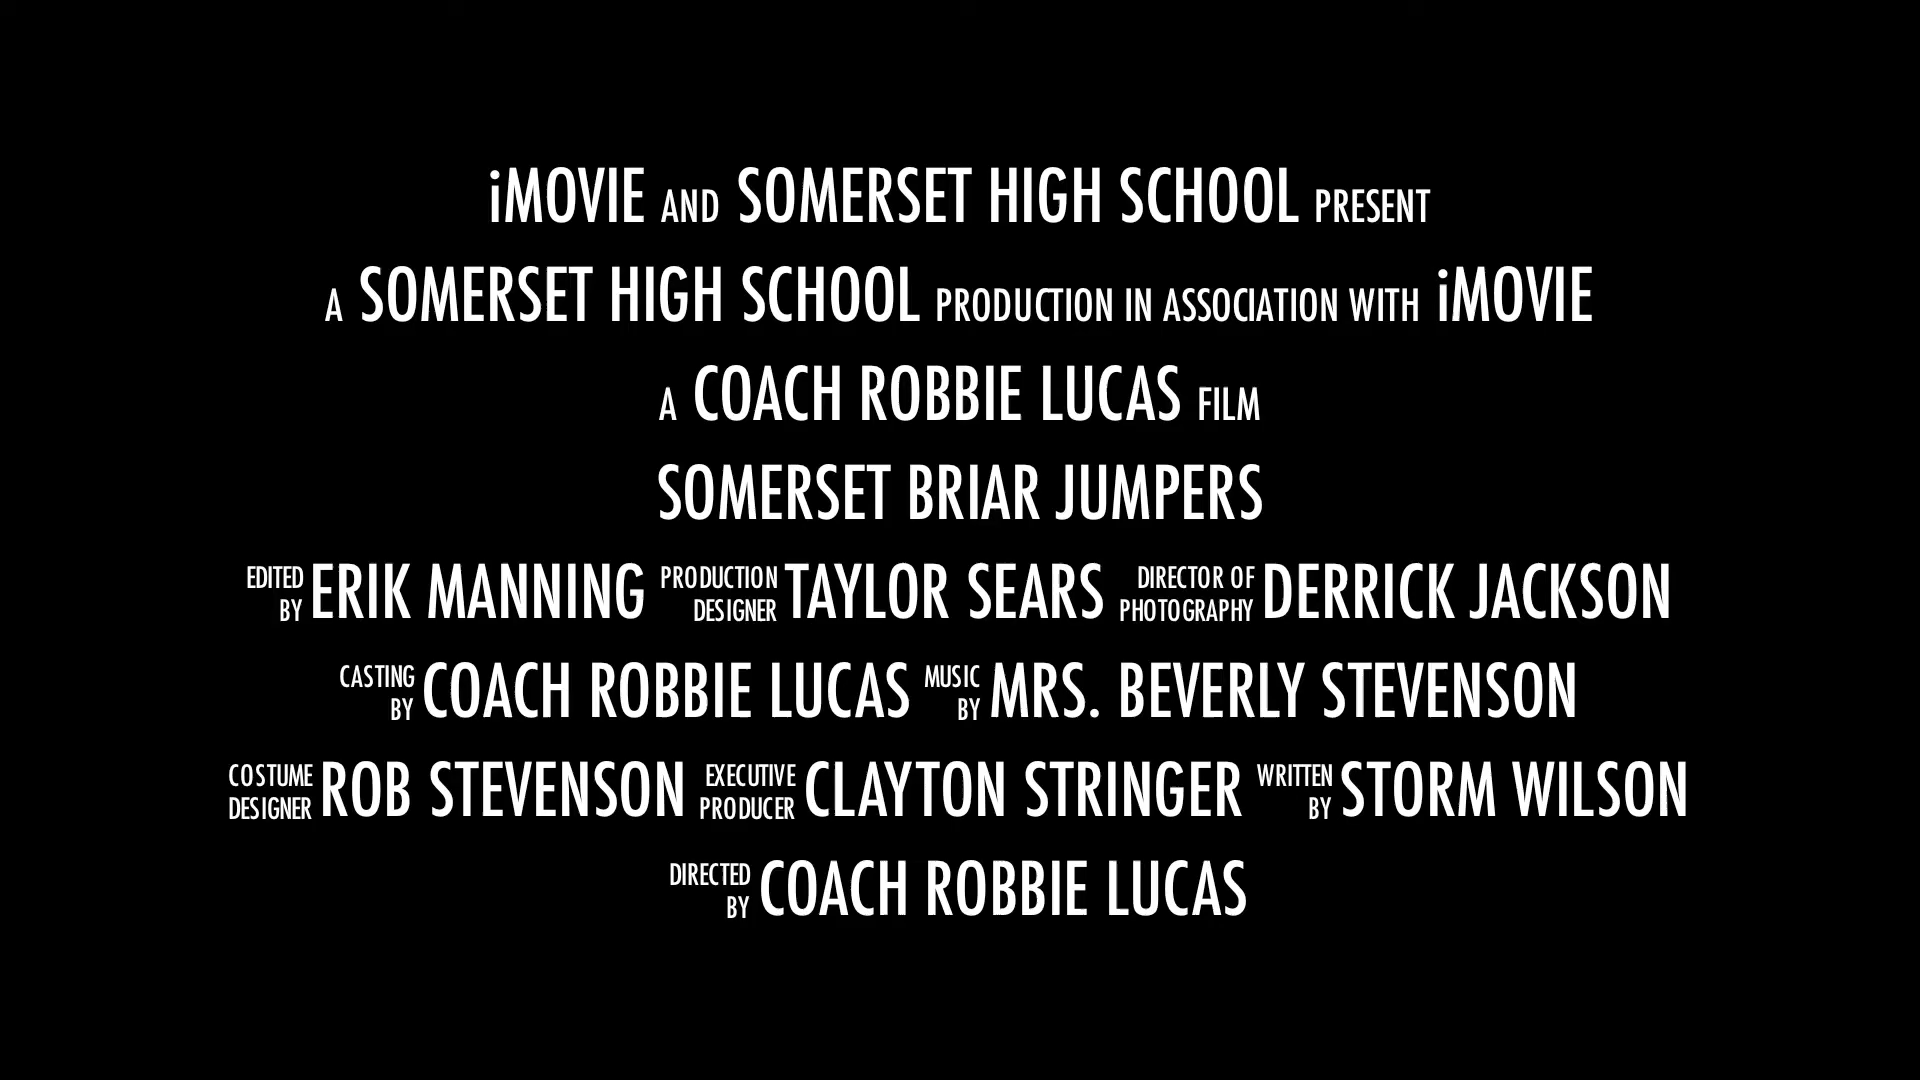 iMOVIE AND SOMERSET HIGH SCHOOL PRESENT
A SOMERSET HIGH SCHOOL PRODUCTION IN ASSOCIATION WITH iMOVIE
A COACH ROBBIE LUCAS FILM
SOMERSET BRIAR JUMPERS
EDITED BY ERIK MANNING PRODUCTION DESIGNER TAYLOR SEARS DIRECTOR OF PHOTOGRAPHY DERRICK JACKSON
CASTING BY COACH ROBBIE LUCAS MUSIC BY MRS. BEVERLY STEVENSON
COSTUME DESIGNER ROB STEVENSON EXECUTIVE PRODUCER CLAYTON STRINGER WRITTEN BY STORM WILSON
DIRECTED BY COACH ROBBIE LUCAS